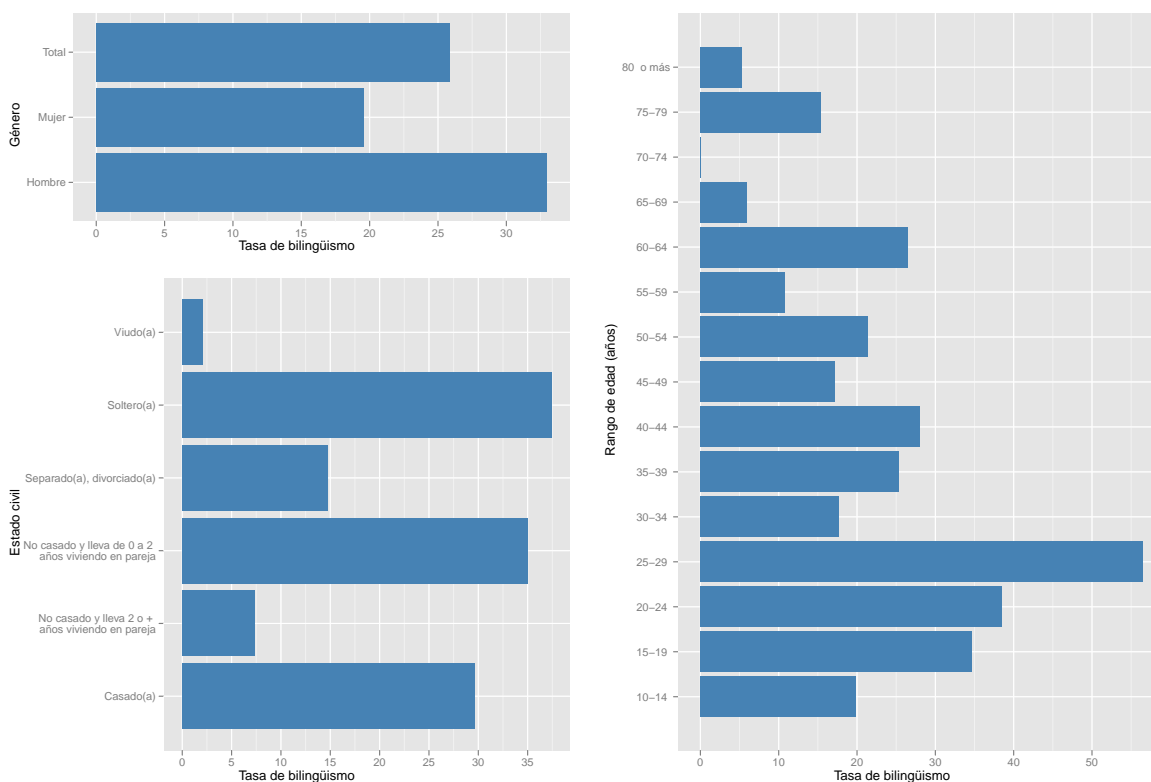 Género
Total
Mujer
Hombre
0 5 10 15 20 25 30
Tasa de bilingüismo
Estado civil
Viudo(a)
Soltero(a)
Separado(a), divorciado(a)
No casado y lleva de 0 a 2
años viviendo en pareja
No casado y lleva 2 o +
años viviendo en pareja
Casado(a)
0 5 10 15 20 25 30 35
Tasa de bilingüismo
Rango de edad (años)
80 o más
75−79
70−74
65−69
60−64
55−59
50−54
45−49
40−44
35−39
30−34
25−29
20−24
15−19
10−14
0 10 20 30 40 50
Tasa de bilingüismo